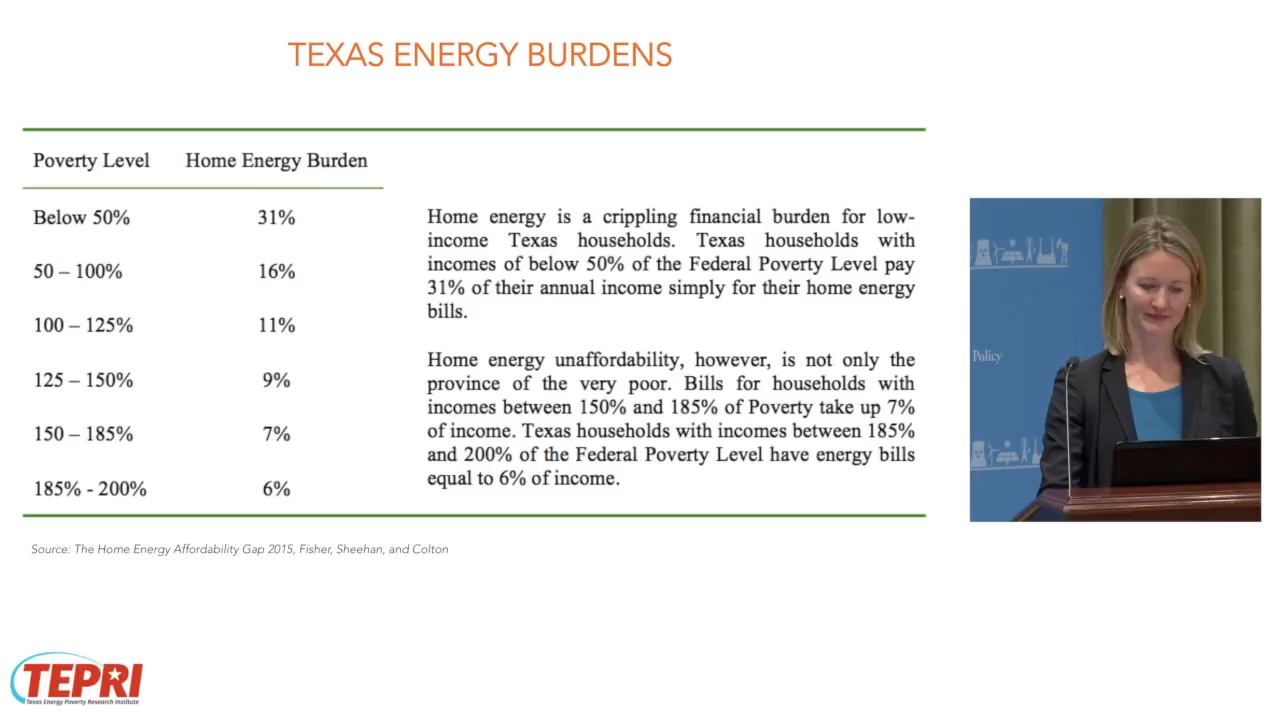 TEXAS ENERGY BURDENS
Poverty Level Home Energy Burden
Below 50% 31%
50 – 100% 16%
100 – 125% 11%
125 – 150% 9%
150 – 185% 7%
185% - 200% 6%
Home energy is a crippling financial burden for low-
income Texas households. Texas households with
incomes of below 50% of the Federal Poverty Level pay
31% of their annual income simply for their home energy
bills.
Home energy unaffordability, however, is not only the
province of the very poor. Bills for households with
incomes between 150% and 185% of Poverty take up 7%
of income. Texas households with incomes between 185%
and 200% of the Federal Poverty Level have energy bills
equal to 6% of income.
Source: The Home Energy Affordability Gap 2015, Fisher, Sheehan, and Colton
Policy
TEPRI
Texas Energy Poverty Research Institute